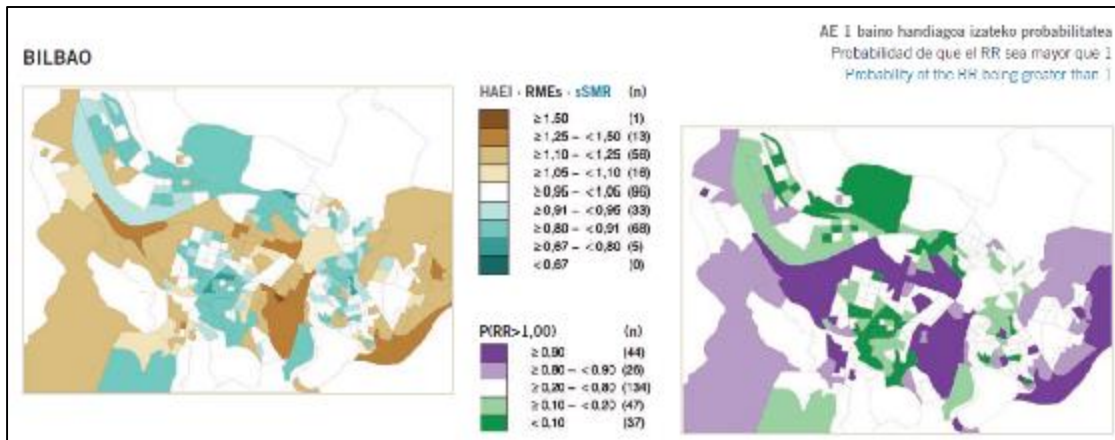 AE 1 baino handiagoa izateko probabilitatea
Probabilidad de que el RR sea mayor que 1
Probability of the RR being greater than 1
BILBAO
HAEI · RMEs · sSMR (n)
≥1,50 (1)
≥1,25 – <1,50 (13)
≥1,10 – <1,25 (56)
≥1,05 – <1,10 (16)
≥0,95 – <1,05 (96)
≥0,91 – <0,95 (33)
≥0,80 – <0,91 (68)
≥0,67 – <0,80 (5)
<0,67 (0)
P(RR>1,00) (n)
≥0,90 (44)
≥0,80 – <0,90 (26)
≥0,20 – <0,80 (134)
≥0,10 – <0,20 (47)
<0,10 (37)